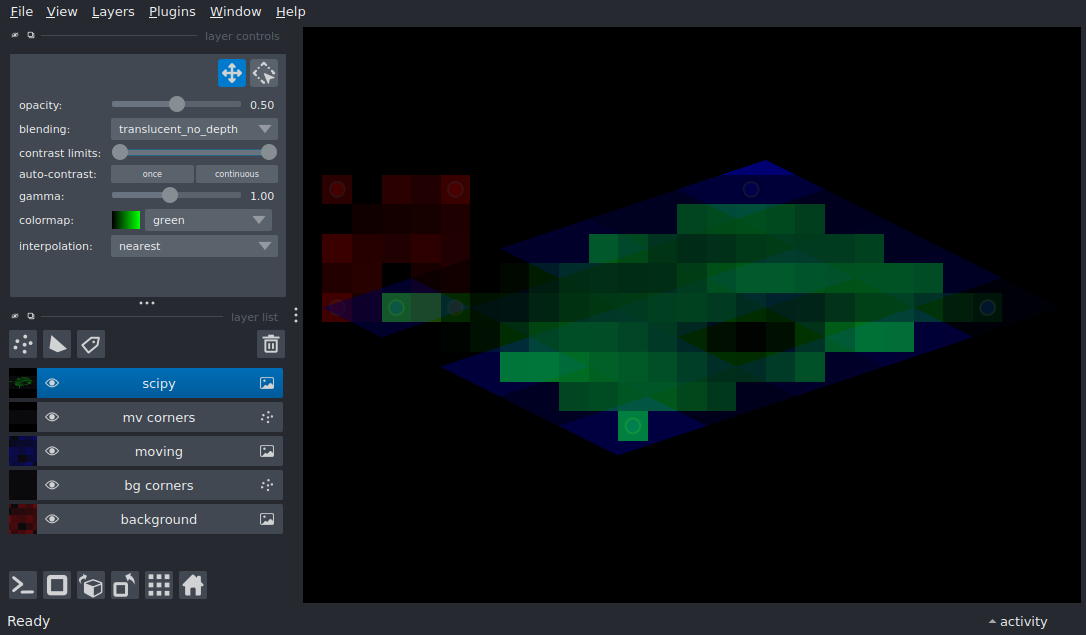 File View Layers Plugins Window Help
layer controls
opacity: 0.50
blending: translucent_no_depth
contrast limits:
auto-contrast: once continuous
gamma: 1.00
colormap: green
interpolation: nearest
layer list
scipy
mv corners
moving
bg corners
background
Ready activity